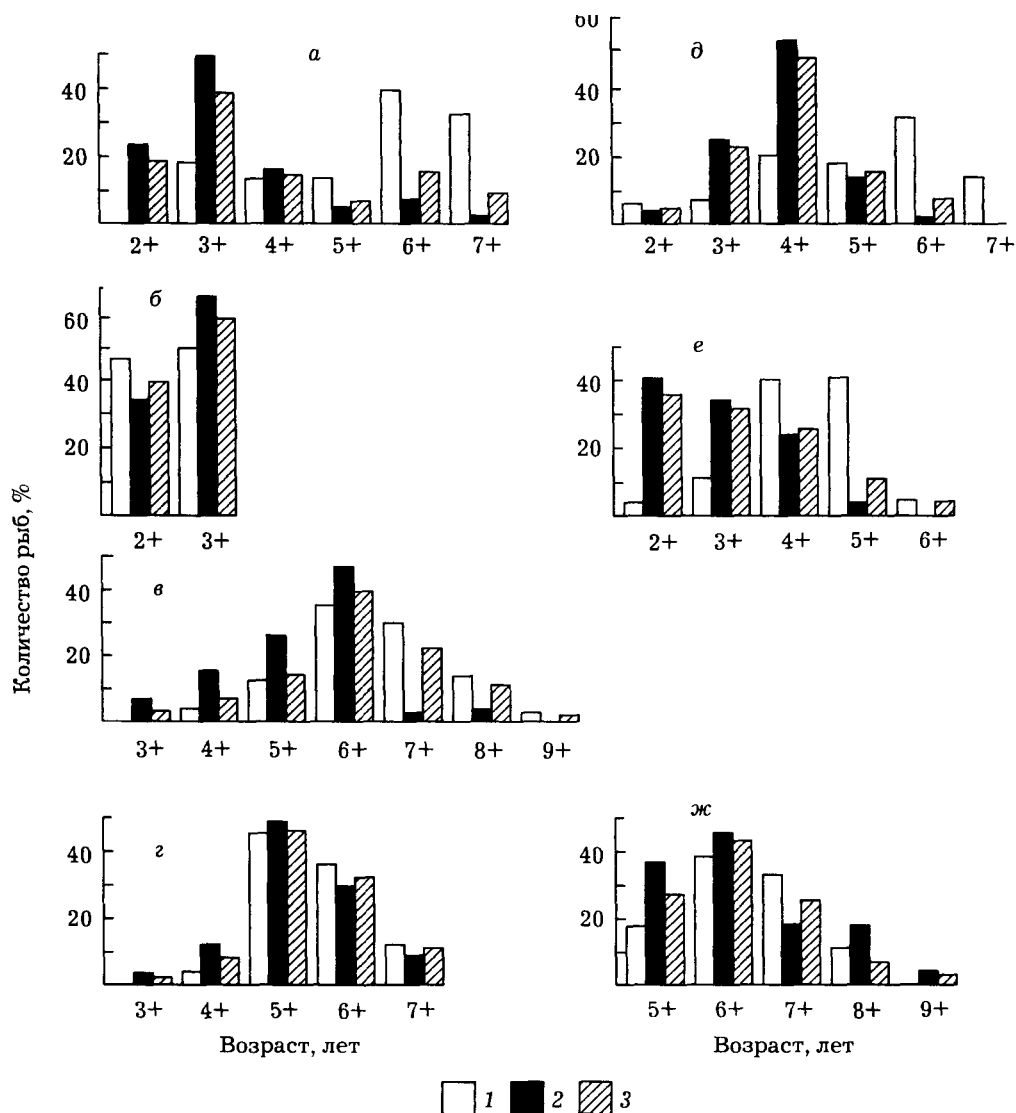 а
40
20
2+ 3+ 4+ 5+ 6+ 7+
д
60
40
20
2+ 3+ 4+ 5+ 6+ 7+
б
60
40
20
2+ 3+
е
40
20
2+ 3+ 4+ 5+ 6+
Количество рыб, %
в
40
20
3+ 4+ 5+ 6+ 7+ 8+ 9+
г
40
20
3+ 4+ 5+ 6+ 7+
Возраст, лет
ж
40
20
5+ 6+ 7+ 8+ 9+
Возраст, лет
1 2 3